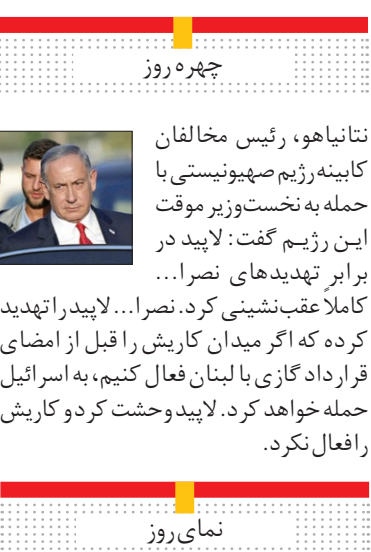 چهره روز
نتانیاهو، رئیس مخالفان
کابینه رژیم صهیونیستی با
حمله به نخست‌وزیر موقت
این رژیم گفت: لاپید در
برابر تهدیدهای نصرا...
کاملاً عقب‌نشینی کرد. نصرا... لاپید را تهدید
کرده که اگر میدان کاریش را قبل از امضای
قرارداد گازی با لبنان فعال کنیم، به اسرائیل
حمله خواهد کرد. لاپید وحشت کرد و کاریش
را فعال نکرد.
نمای روز